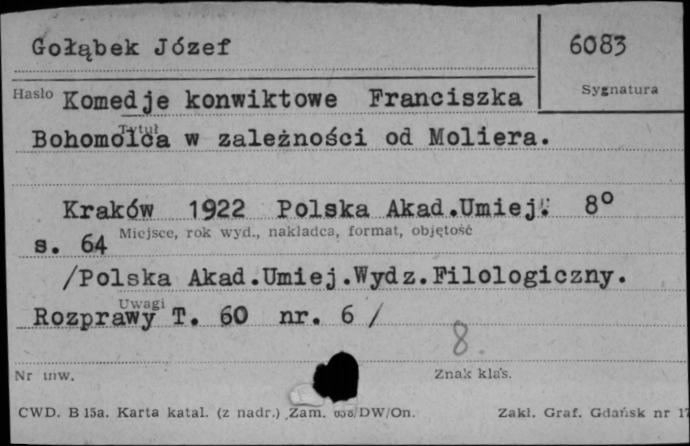 Gołąbek Józef 6083
Hasło Sygnatura
Komedje konwiktowe Franciszka
Tytuł
Bohomolca w zależności od Moliera.
Kraków 1922 Polska Akad.Umiej. 8°
Miejsce, rok wyd., nakładca, format, objętość
s. 64
/Polska Akad.Umiej.Wydz.Filologiczny.
Uwagi
Rozprawy T. 60 nr. 6 /
8.
Nr inw. Znak klas.
CWD. B 15a. Karta katal. (z nadr.) Zam. DW/On. Zakł. Graf. Gdańsk nr